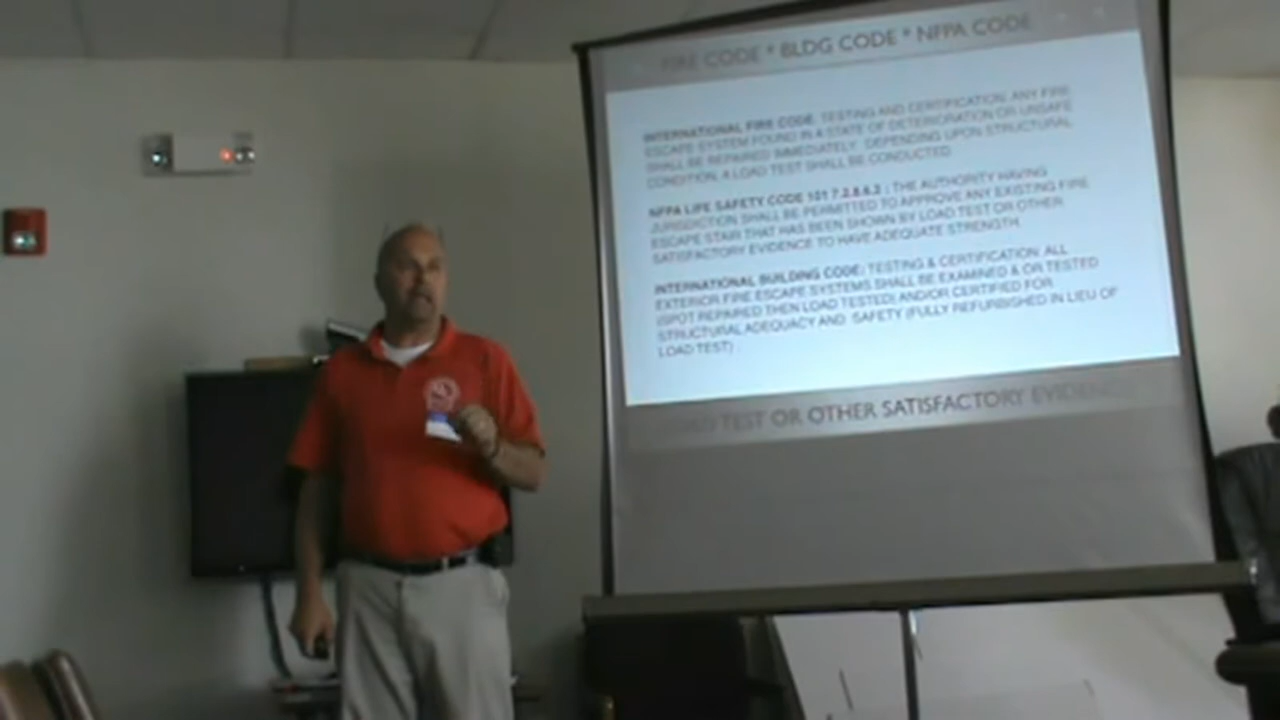 FIRE CODE * BLDG CODE * NFPA CODE
INTERNATIONAL FIRE CODE: TESTING AND CERTIFICATION: ANY FIRE
ESCAPE SYSTEM FOUND IN A STATE OF DETERIORATION OR UNSAFE
SHALL BE REPAIRED IMMEDIATELY. DEPENDING UPON STRUCTURAL
CONDITION, A LOAD TEST SHALL BE CONDUCTED.
NFPA LIFE SAFETY CODE 101 7.2.8.6.2 : THE AUTHORITY HAVING
JURISDICTION SHALL BE PERMITTED TO APPROVE ANY EXISTING FIRE
ESCAPE STAIR THAT HAS BEEN SHOWN BY LOAD TEST OR OTHER
SATISFACTORY EVIDENCE TO HAVE ADEQUATE STRENGTH.
INTERNATIONAL BUILDING CODE: TESTING & CERTIFICATION: ALL
EXTERIOR FIRE ESCAPE SYSTEMS SHALL BE EXAMINED & OR TESTED
(SPOT REPAIRED THEN LOAD TESTED) AND/OR CERTIFIED FOR
STRUCTURAL ADEQUACY AND SAFETY (FULLY REFURBISHED IN LIEU OF
LOAD TEST) .
TEST OR OTHER SATISFACTORY EVIDENCE